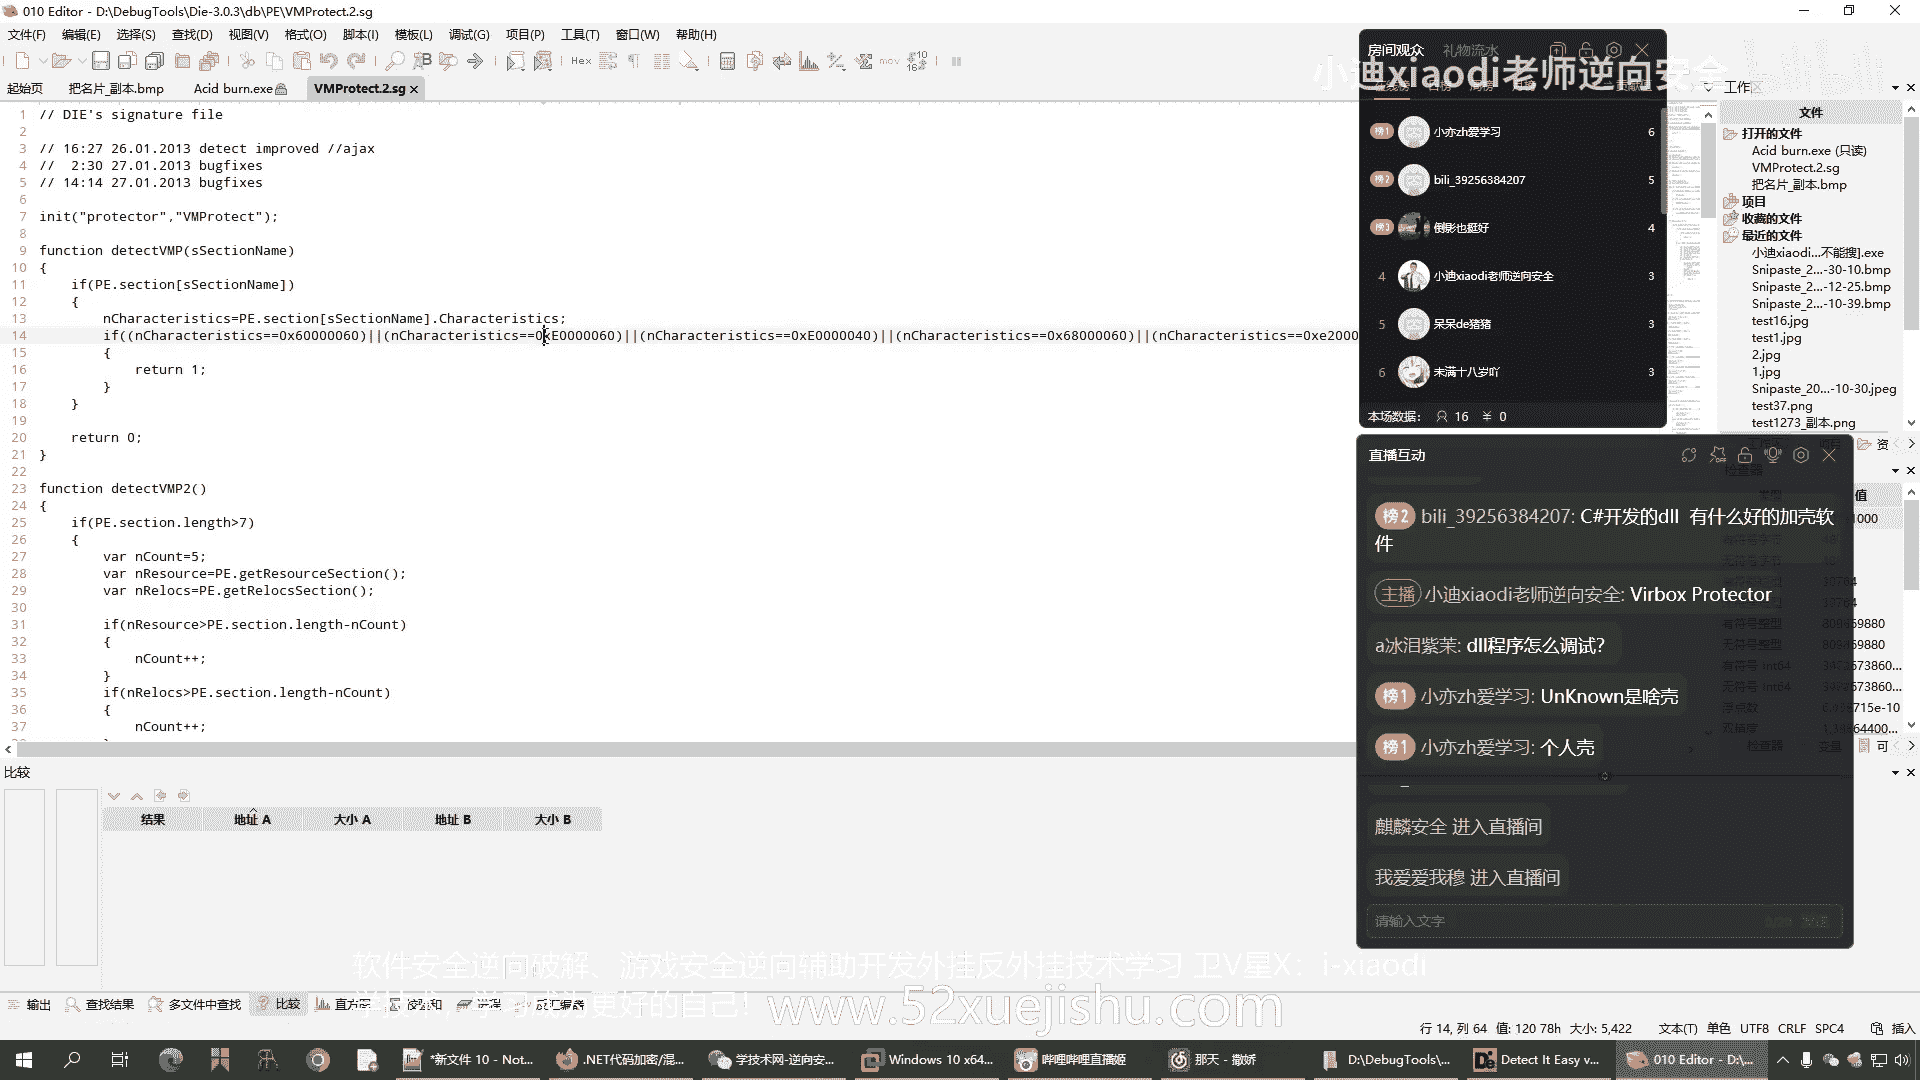 010 Editor - D:\DebugTools\Die-3.0.3\db\PE\VMProtect.2.sg
文件(F) 编辑(E) 选择(S) 查找(D) 视图(V) 格式(O) 脚本(I) 模板(L) 调试(G) 项目(P) 工具(T) 窗口(W) 帮助(H)
起始页 把名片_副本.bmp Acid burn.exe VMProtect.2.sg
1 // DIE's signature file
2
3 // 16:27 26.01.2013 detect improved //ajax
4 //  2:30 27.01.2013 bugfixes
5 // 14:14 27.01.2013 bugfixes
6
7 init("protector","VMProtect");
8
9 function detectVMP(sSectionName)
10 {
11     if(PE.section[sSectionName])
12     {
13         nCharacteristics=PE.section[sSectionName].Characteristics;
14         if((nCharacteristics==0x60000060)||(nCharacteristics==0xE0000060)||(nCharacteristics==0xE0000040)||(nCharacteristics==0x68000060)||(nCharacteristics==0xe2000
15         {
16             return 1;
17         }
18     }
19
20     return 0;
21 }
22
23 function detectVMP2()
24 {
25     if(PE.section.length>7)
26     {
27         var nCount=5;
28         var nResource=PE.getResourceSection();
29         var nRelocs=PE.getRelocsSection();
30
31         if(nResource>PE.section.length-nCount)
32         {
33             nCount++;
34         }
35         if(nRelocs>PE.section.length-nCount)
36         {
37             nCount++;
房间观众 礼物流水
小迪xiaodi老师逆向安全
榜1 小亦zh爱学习 6
榜2 bili_39256384207 5
榜3 倒影也挺好 4
4 小迪xiaodi老师逆向安全 3
5 呆呆de猪猪 3
6 未满十八岁吖 3
本场数据: 16 ¥ 0
工作区
文件
打开的文件
Acid burn.exe (只读)
VMProtect.2.sg
把名片_副本.bmp
项目
收藏的文件
最近的文件
小迪xiaodi...不能搜].exe
Snipaste_2...-30-10.bmp
Snipaste_2...-12-25.bmp
Snipaste_2...-10-39.bmp
test16.jpg
test1.jpg
2.jpg
1.jpg
Snipaste_20...-10-30.jpeg
test37.png
test1273_副本.png
直播互动
榜2 bili_39256384207: C#开发的dll  有什么好的加壳软
件
主播 小迪xiaodi老师逆向安全: Virbox Protector
a冰泪紫茉: dll程序怎么调试?
榜1 小亦zh爱学习: UnKnown是啥壳
榜1 小亦zh爱学习: 个人壳
麒麟安全 进入直播间
我爱爱我穆 进入直播间
请输入文字
值
比较
结果 地址 A 大小 A 地址 B 大小 B
软件安全逆向破解、游戏安全逆向辅助开发外挂反外挂技术学习 卫V星X：i-xiaodi
www.52xuejishu.com
输出 查找结果 多文件中查找 比较
行 14, 列 64 值: 120 78h 大小: 5,422 文本(T) 单色 UTF8 CRLF SPC4 插入
*新文件 10 - Not... .NET代码加密/混... 学技术网-逆向安... Windows 10 x64... 哔哩哔哩直播姬 那天 - 撒娇 D:\DebugTools\... Detect It Easy v... 010 Editor - D:\...